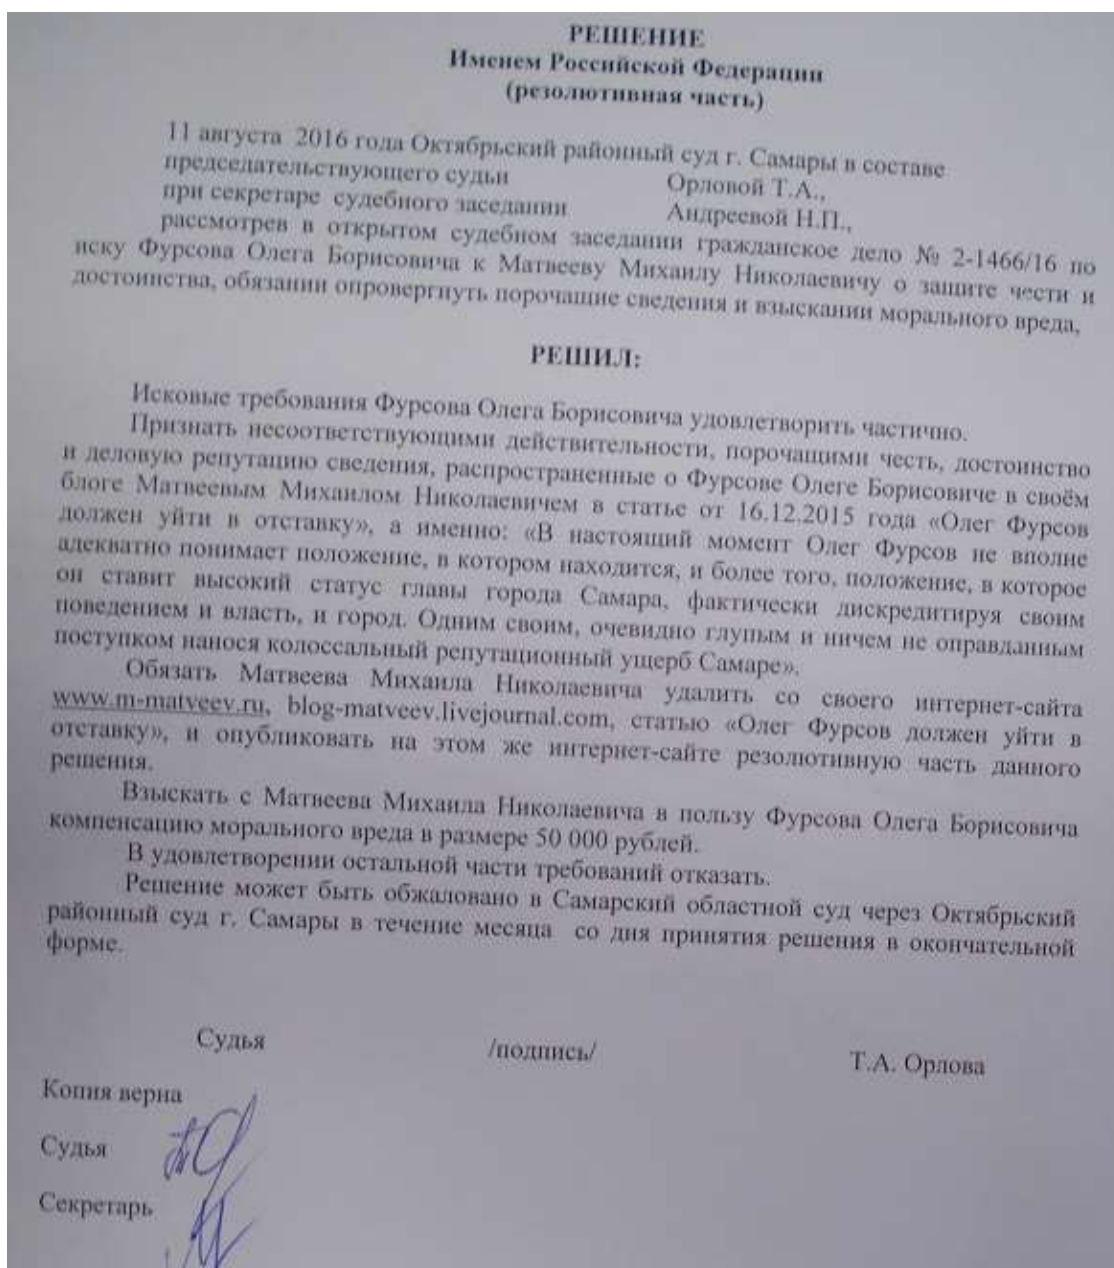 РЕШЕНИЕ
Именем Российской Федерации
(резолютивная часть)
11 августа 2016 года Октябрьский районный суд г. Самары в составе
председательствующего судьи Орловой Т.А.,
при секретаре судебного заседании Андреевой Н.П.,
рассмотрев в открытом судебном заседании гражданское дело № 2-1466/16 по
иску Фурсова Олега Борисовича к Матвееву Михаилу Николаевичу о защите чести и
достоинства, обязании опровергнуть порочащие сведения и взыскании морального вреда,
РЕШИЛ:
Исковые требования Фурсова Олега Борисовича удовлетворить частично.
Признать несоответствующими действительности, порочащими честь, достоинство
и деловую репутацию сведения, распространенные о Фурсове Олеге Борисовиче в своём
блоге Матвеевым Михаилом Николаевичем в статье от 16.12.2015 года «Олег Фурсов
должен уйти в отставку», а именно: «В настоящий момент Олег Фурсов не вполне
адекватно понимает положение, в котором находится, и более того, положение, в которое
он ставит высокий статус главы города Самара, фактически дискредитируя своим
поведением и власть, и город. Одним своим, очевидно глупым и ничем не оправданным
поступком нанося колоссальный репутационный ущерб Самаре».
Обязать Матвеева Михаила Николаевича удалить со своего интернет-сайта
www.m-matveev.ru, blog-matveev.livejournal.com, статью «Олег Фурсов должен уйти в
отставку», и опубликовать на этом же интернет-сайте резолютивную часть данного
решения.
Взыскать с Матвеева Михаила Николаевича в пользу Фурсова Олега Борисовича
компенсацию морального вреда в размере 50 000 рублей.
В удовлетворении остальной части требований отказать.
Решение может быть обжаловано в Самарский областной суд через Октябрьский
районный суд г. Самары в течение месяца со дня принятия решения в окончательной
форме.
Судья /подпись/ Т.А. Орлова
Копия верна
Судья
Секретарь